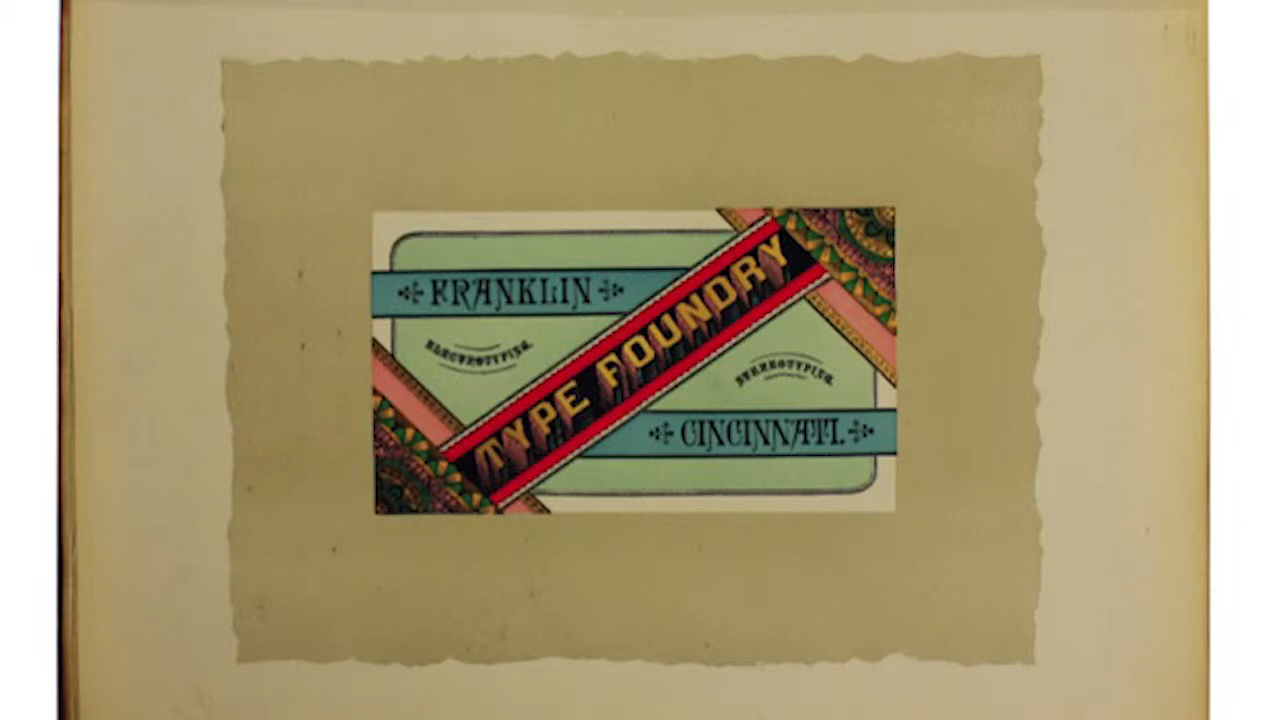 FRANKLIN
ELECTROTYPING.
TYPE FOUNDRY
STEREOTYPING.
CINCINNATI.